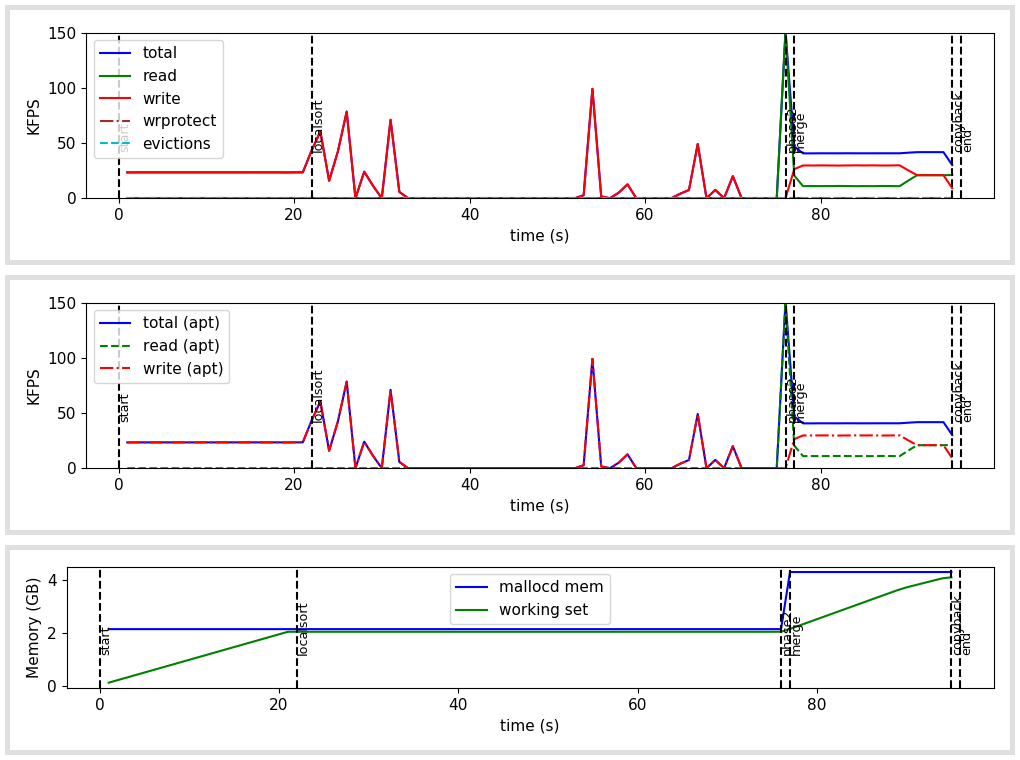 150
100
50
0
KFPS
total
read
write
wrprotect
evictions
start
localsort
phase2
merge
copyback
end
0
20
40
60
80
time (s)
150
100
50
0
KFPS
total (apt)
read (apt)
write (apt)
start
localsort
phase2
merge
copyback
end
0
20
40
60
80
time (s)
4
2
0
Memory (GB)
mallocd mem
working set
start
localsort
phase2
merge
copyback
end
0
20
40
60
80
time (s)